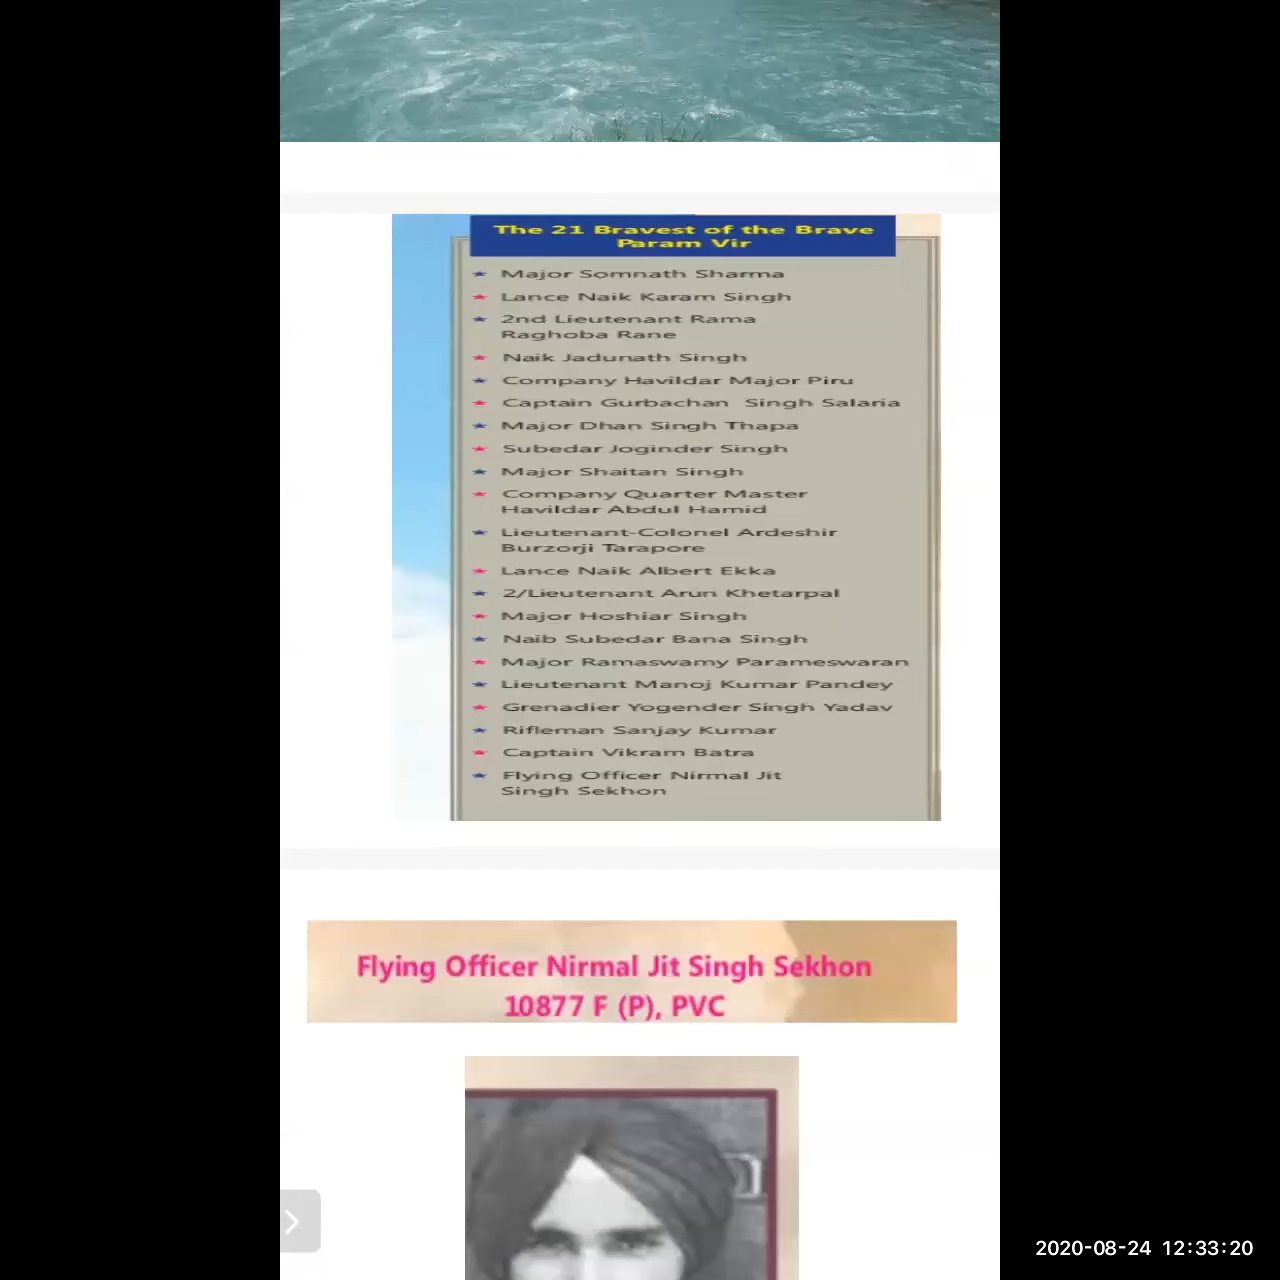 The 21 Bravest of the Brave
Param Vir
Major Somnath Sharma
Lance Naik Karam Singh
2nd Lieutenant Rama
Raghoba Rane
Naik Jadunath Singh
Company Havildar Major Piru
Captain Gurbachan Singh Salaria
Major Dhan Singh Thapa
Subedar Joginder Singh
Major Shaitan Singh
Company Quarter Master
Havildar Abdul Hamid
Lieutenant-Colonel Ardeshir
Burzorji Tarapore
Lance Naik Albert Ekka
2/Lieutenant Arun Khetarpal
Major Hoshiar Singh
Naib Subedar Bana Singh
Major Ramaswamy Parameswaran
Lieutenant Manoj Kumar Pandey
Grenadier Yogender Singh Yadav
Rifleman Sanjay Kumar
Captain Vikram Batra
Flying Officer Nirmal Jit
Singh Sekhon
Flying Officer Nirmal Jit Singh Sekhon
10877 F (P), PVC
2020-08-24 12:33:20